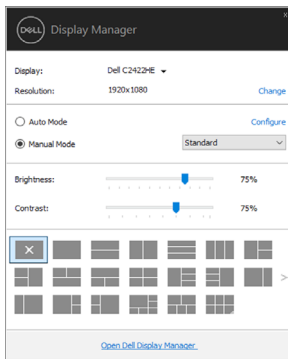 DELL Display Manager
Display: Dell C2422HE
Resolution: 1920x1080 Change
Auto Mode Configure
Manual Mode Standard
Brightness: 75%
Contrast: 75%
Open Dell Display Manager